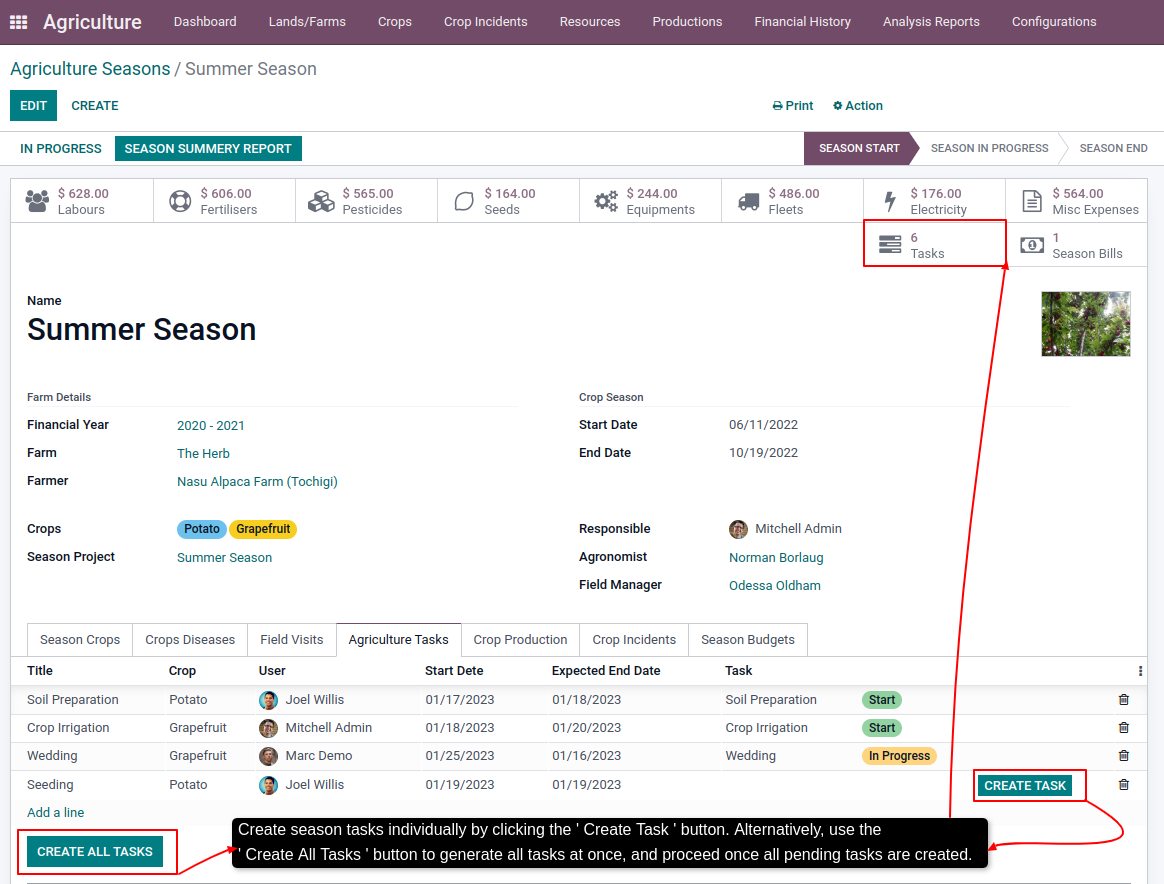 Agriculture Dashboard Lands/Farms Crops Crop Incidents Resources Productions Financial History Analysis Reports Configurations
Agriculture Seasons / Summer Season
EDIT CREATE Print Action
IN PROGRESS SEASON SUMMERY REPORT SEASON START SEASON IN PROGRESS SEASON END
$ 628.00 $ 606.00 $ 565.00 $ 164.00 $ 244.00 $ 486.00 $ 176.00 $ 564.00
Labours Fertilisers Pesticides Seeds Equipments Fleets Electricity Misc Expenses
6 1
Tasks Season Bills
Name
Summer Season
Farm Details Crop Season
Financial Year 2020 - 2021 Start Date 06/11/2022
Farm The Herb End Date 10/19/2022
Farmer Nasu Alpaca Farm (Tochigi)
Crops Potato Grapefruit Responsible Mitchell Admin
Season Project Summer Season Agronomist Norman Borlaug
Field Manager Odessa Oldham
Season Crops Crops Diseases Field Visits Agriculture Tasks Crop Production Crop Incidents Season Budgets
Title Crop User Start Dete Expected End Date Task
Soil Preparation Potato Joel Willis 01/17/2023 01/18/2023 Soil Preparation Start
Crop Irrigation Grapefruit Mitchell Admin 01/18/2023 01/20/2023 Crop Irrigation Start
Wedding Grapefruit Marc Demo 01/25/2023 01/16/2023 Wedding In Progress
Seeding Potato Joel Willis 01/19/2023 01/19/2023 CREATE TASK
Add a line
CREATE ALL TASKS
Create season tasks individually by clicking the ' Create Task ' button. Alternatively, use the
' Create All Tasks ' button to generate all tasks at once, and proceed once all pending tasks are created.